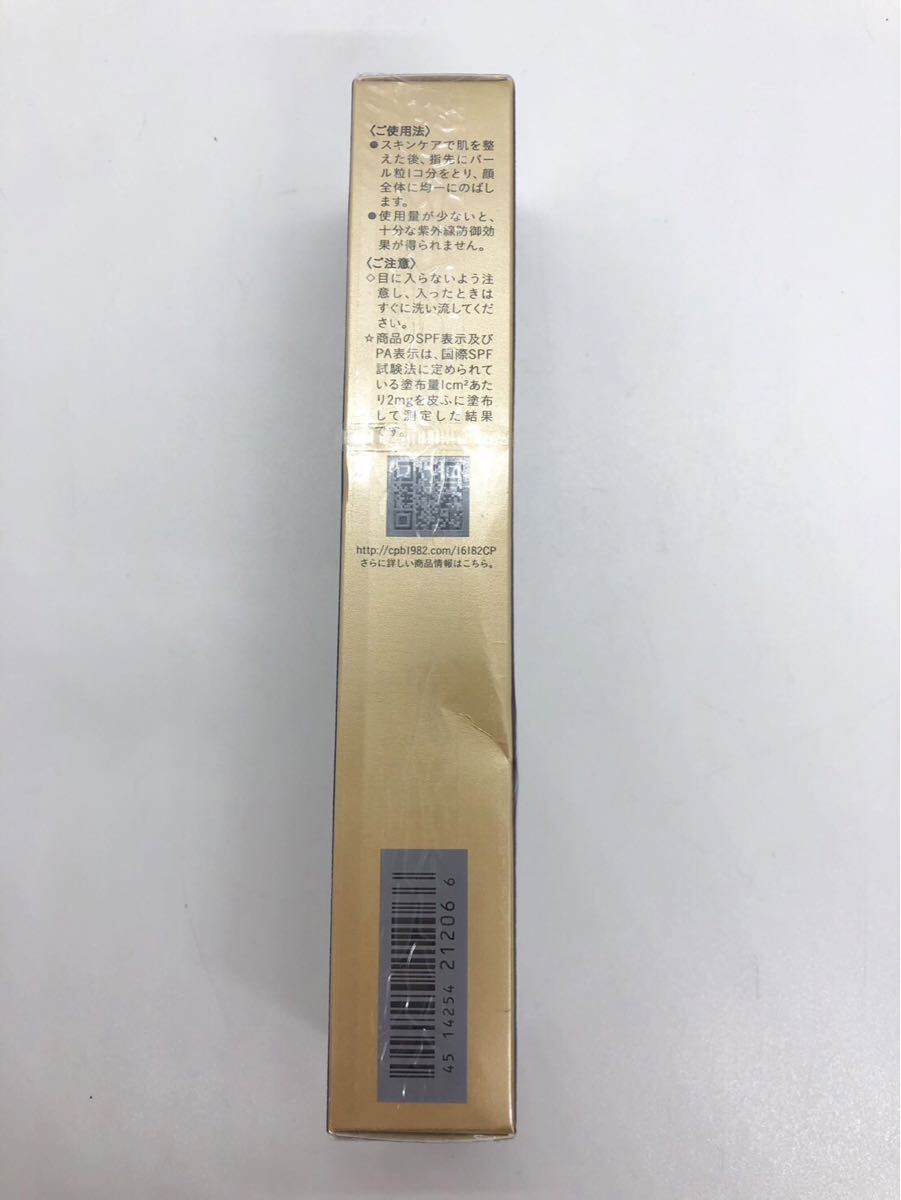 〈ご使用法〉
●スキンケアで肌を整
えた後、指先にパー
ル粒1コ分をとり、顔
全体に均一にのばし
ます。
●使用量が少ないと、
十分な紫外線防御効
果が得られません。
〈ご注意〉
◇目に入らないよう注
意し、入ったときは
すぐに洗い流してくだ
さい。
☆商品のSPF表示及び
PA表示は、国際SPF
試験法に定められて
いる塗布量1cm²あた
り2mgを皮ふに塗布
して測定した結果
です。
http://cpb1982.com/16182CP
さらに詳しい商品情報はこちら。
45 14254 21206 6